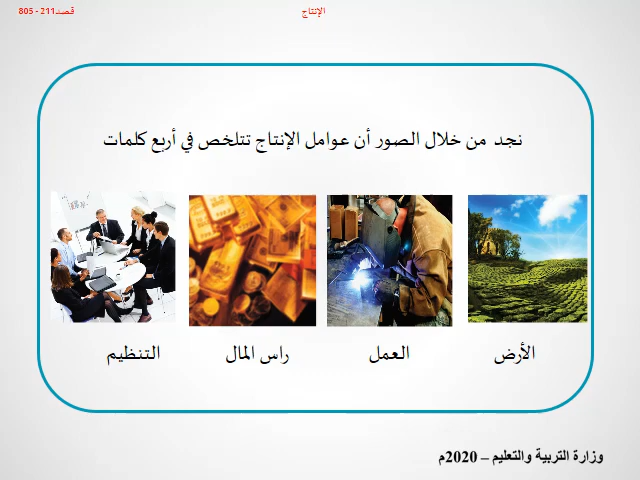 الإنتاج
قصد211 - 805
نجد من خلال الصور أن عوامل الإنتاج تتلخص في أربع كلمات
الأرض
العمل
راس المال
التنظيم
وزارة التربية والتعليم – 2020م